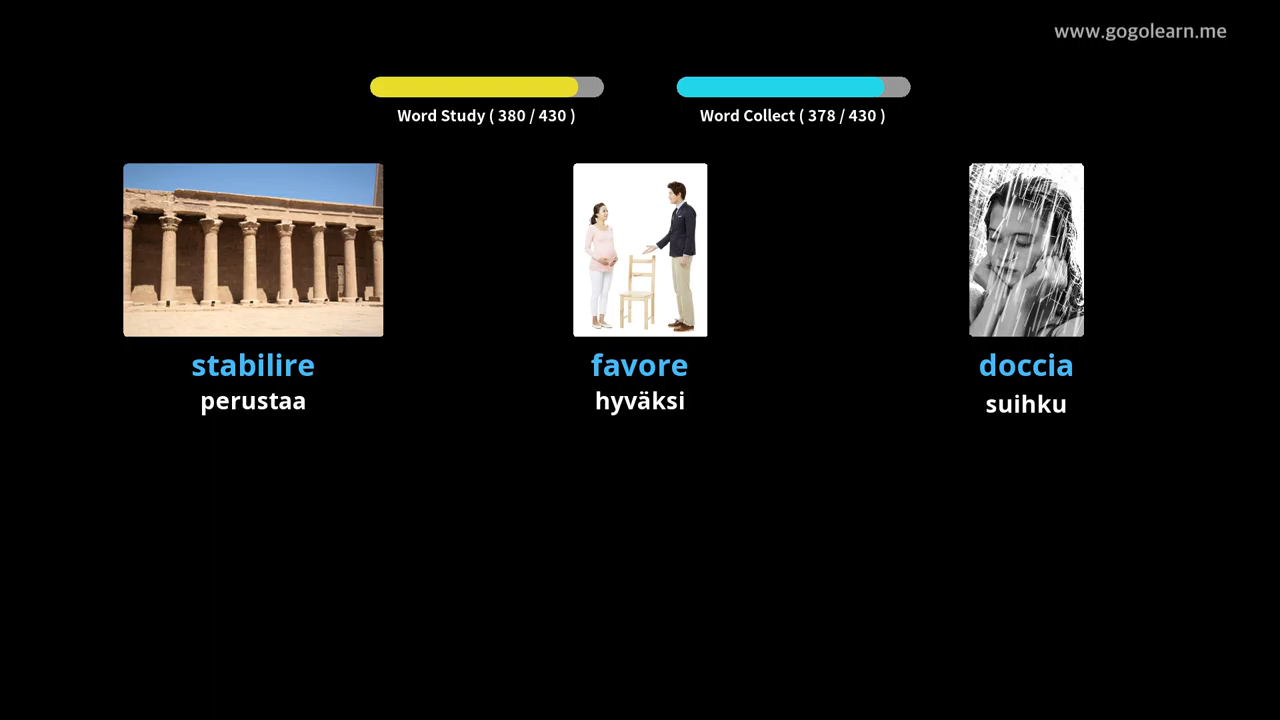 www.gogolearn.me
Word Study ( 380 / 430 )
Word Collect ( 378 / 430 )
stabilire
perustaa
favore
hyväksi
doccia
suihku